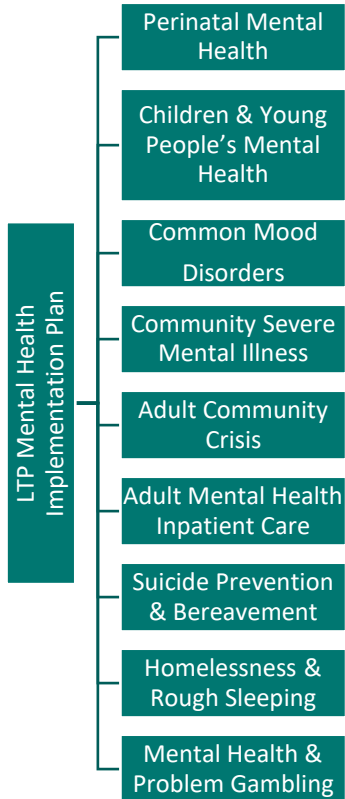 LTP Mental Health
Implementation Plan
Perinatal Mental
Health
Children & Young
People’s Mental
Health
Common Mood
Disorders
Community Severe
Mental Illness
Adult Community
Crisis
Adult Mental Health
Inpatient Care
Suicide Prevention
& Bereavement
Homelessness &
Rough Sleeping
Mental Health &
Problem Gambling